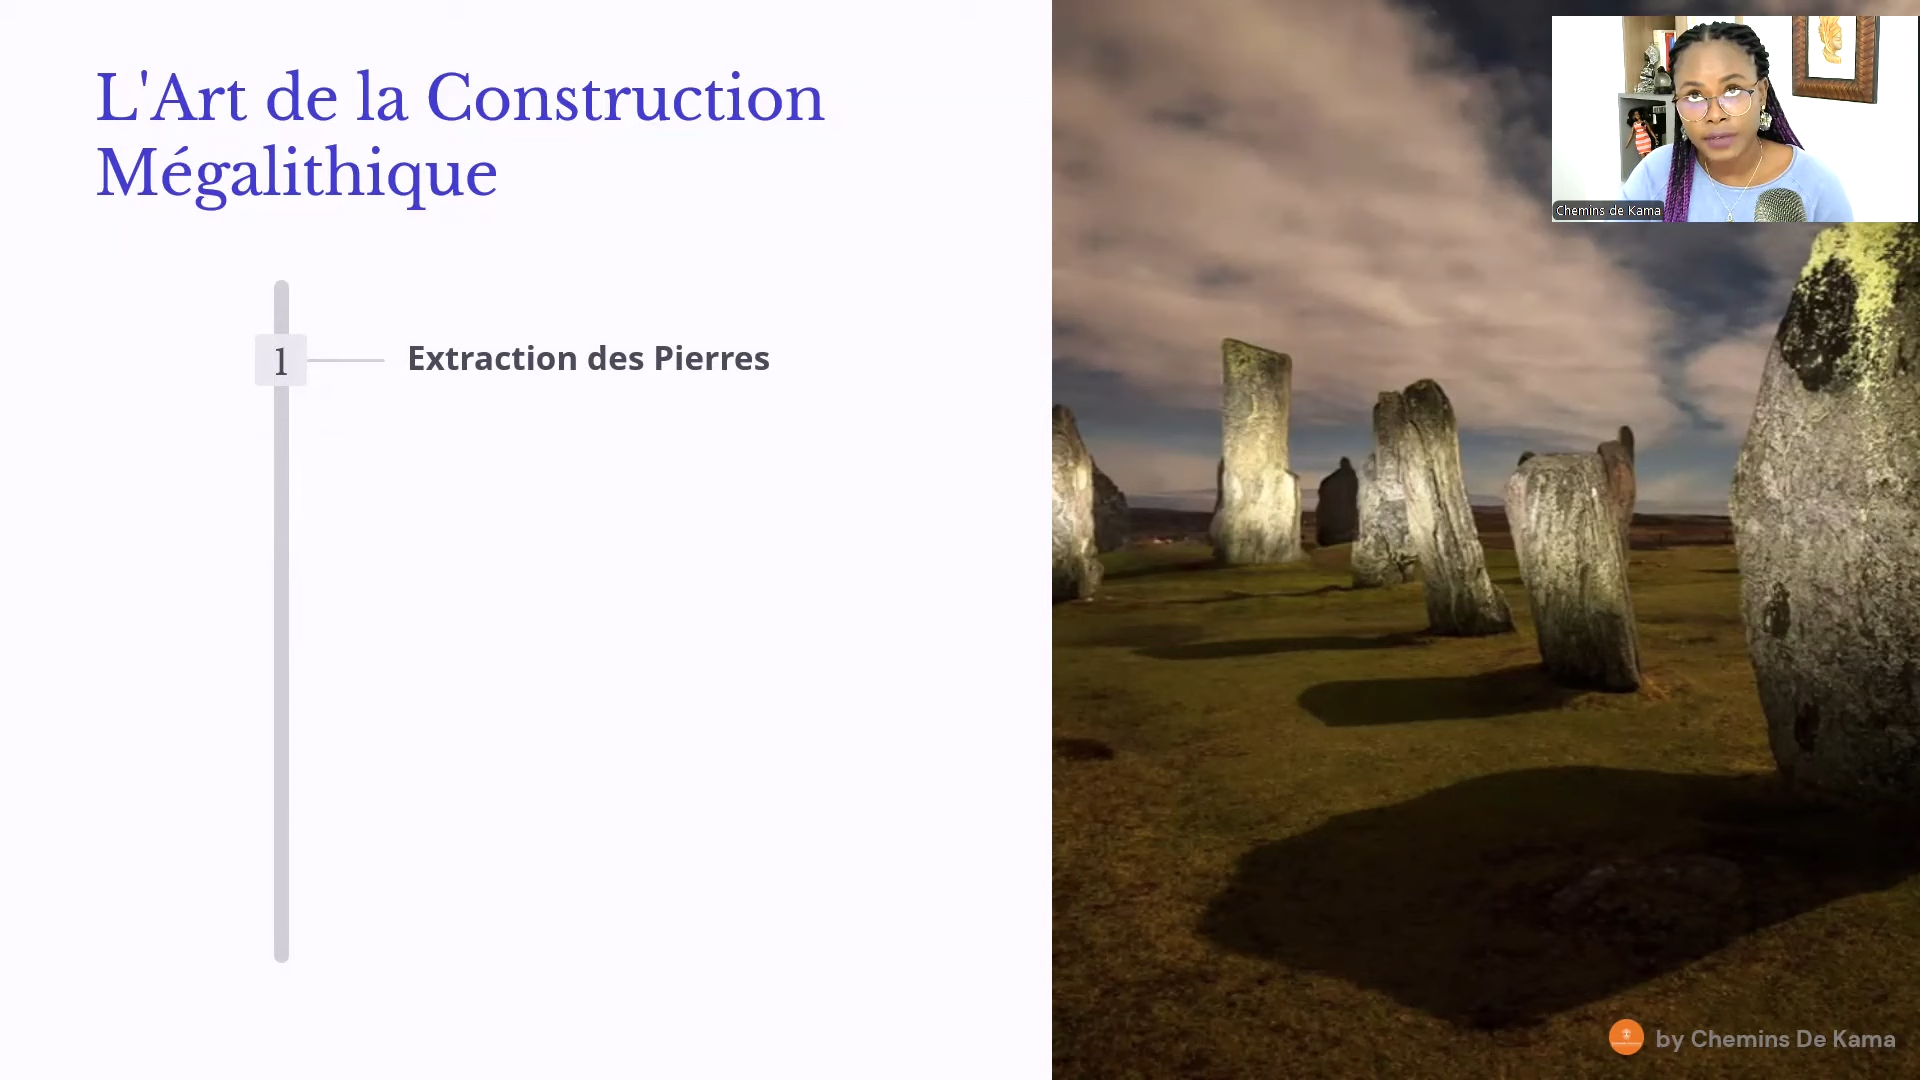 L'Art de la Construction
Mégalithique
1
Extraction des Pierres
Chemins de Kama
by Chemins De Kama